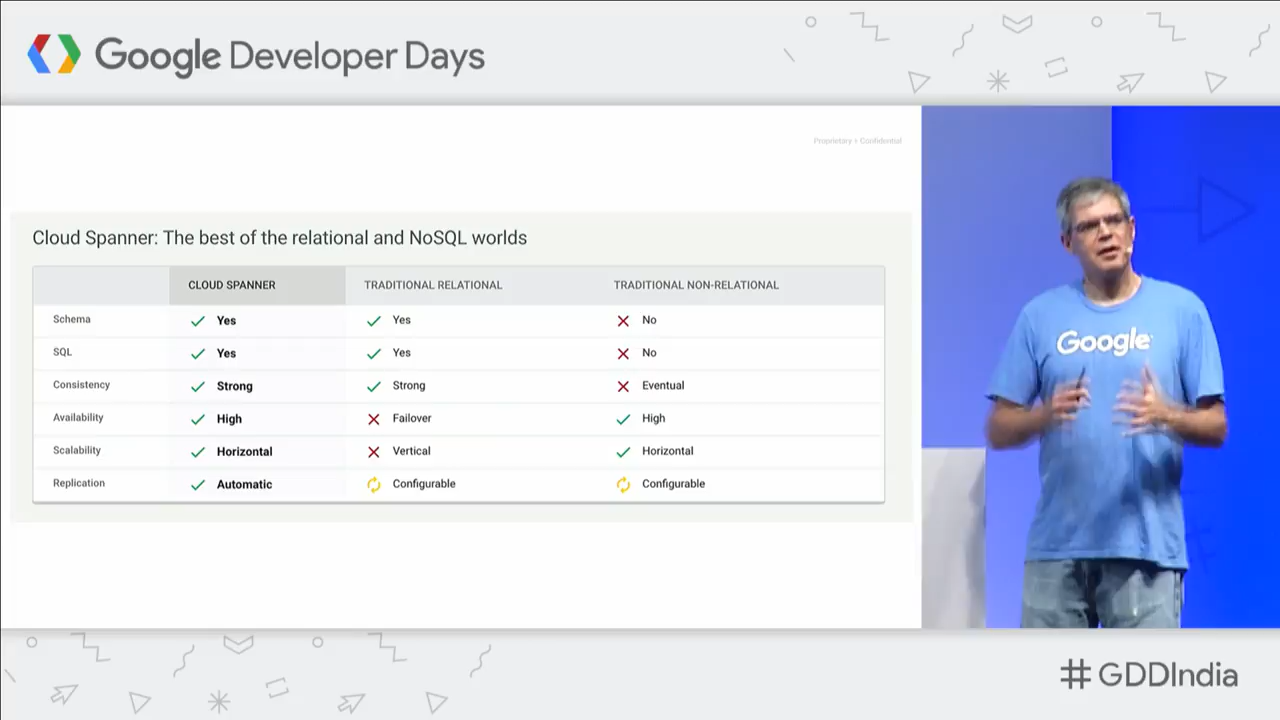 Google Developer Days
Proprietary + Confidential
Cloud Spanner: The best of the relational and NoSQL worlds
CLOUD SPANNER TRADITIONAL RELATIONAL TRADITIONAL NON-RELATIONAL
Schema Yes Yes No
SQL Yes Yes No
Consistency Strong Strong Eventual
Availability High Failover High
Scalability Horizontal Vertical Horizontal
Replication Automatic Configurable Configurable
Google
#GDDIndia